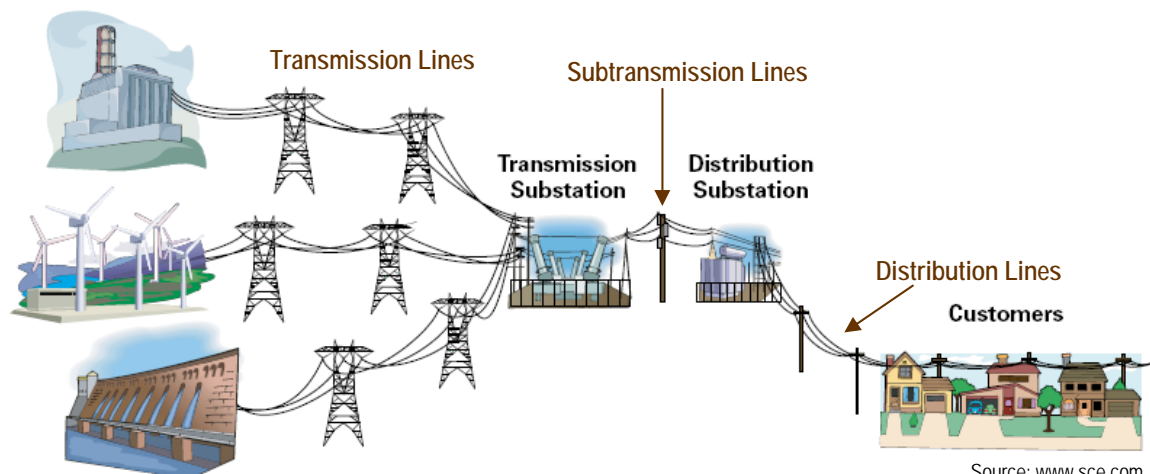 Transmission Lines
Subtransmission Lines
Transmission
Substation
Distribution
Substation
Distribution Lines
Customers
Source: www.sce.com